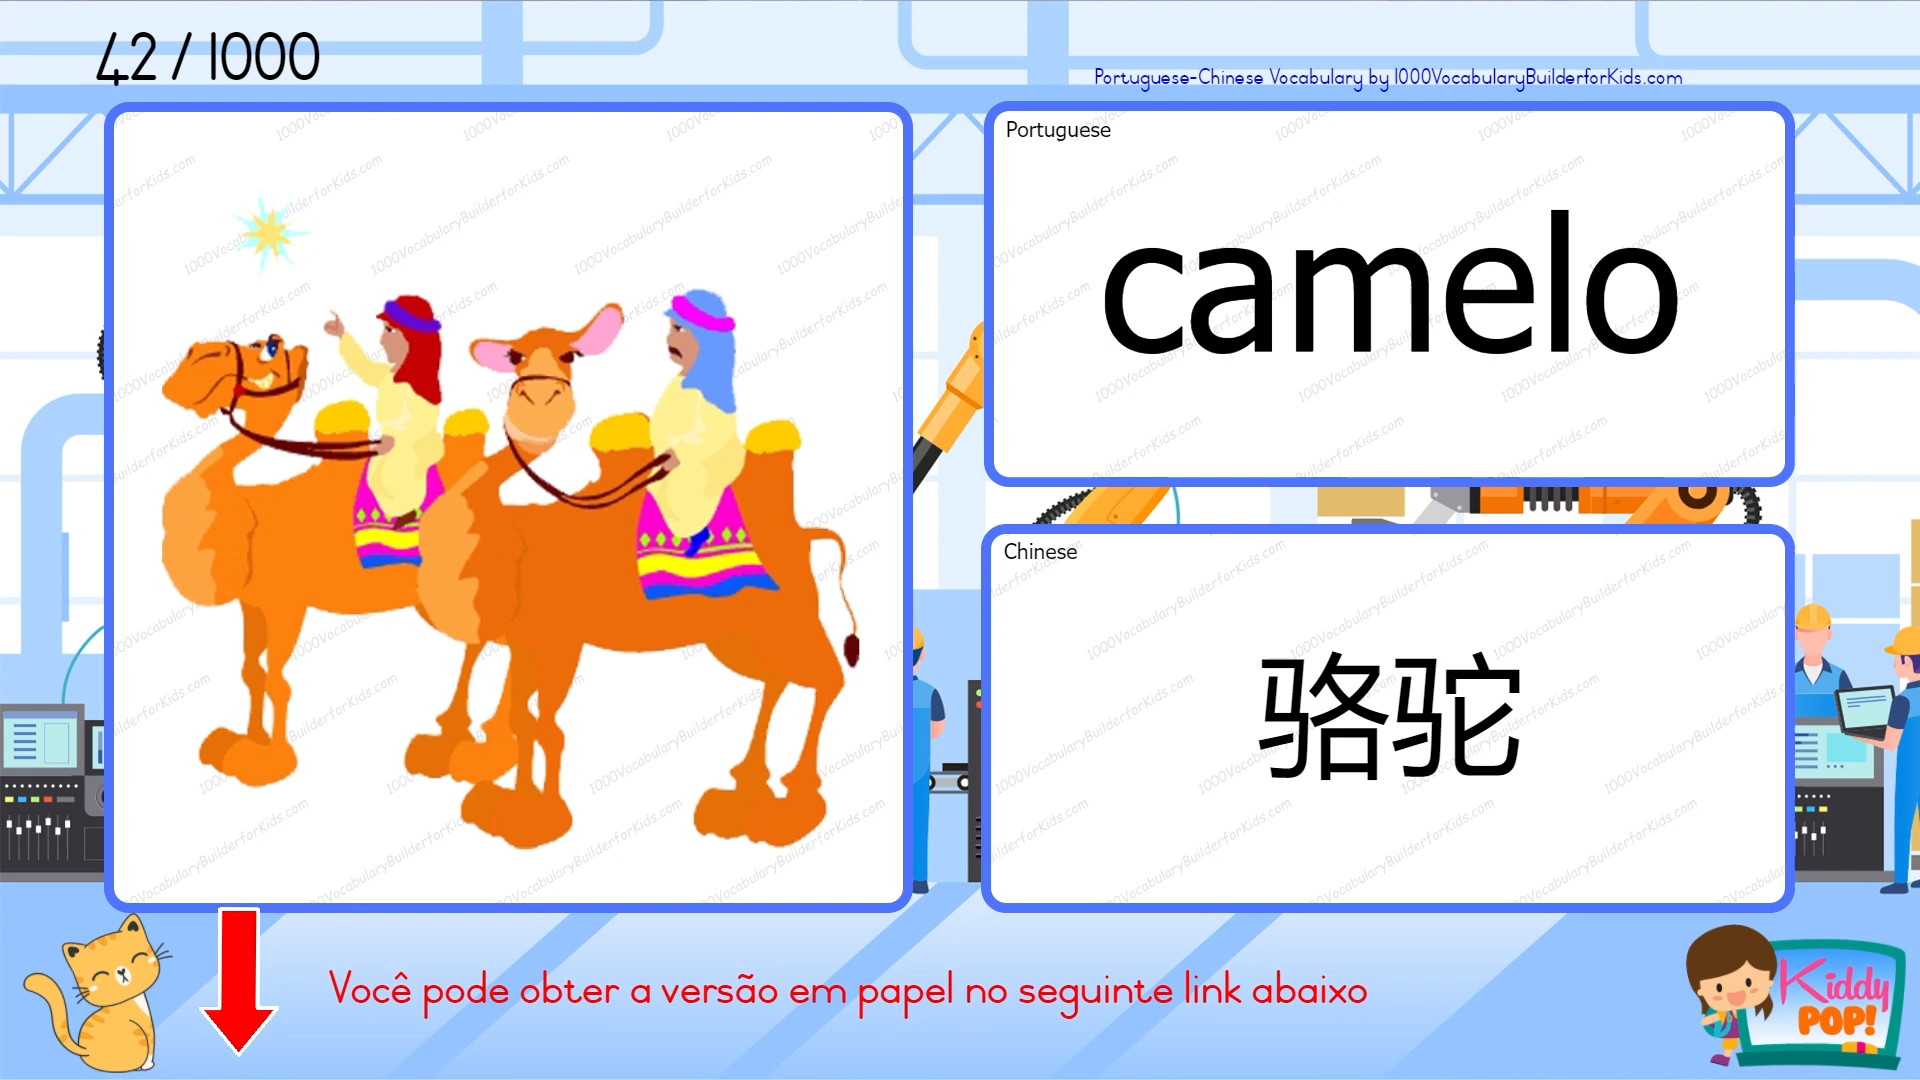 42 / 1000
Portuguese-Chinese Vocabulary by 1000VocabularyBuilderforKids.com
Portuguese
camelo
Chinese
骆驼
Você pode obter a versão em papel no seguinte link abaixo
Kiddy
POP!